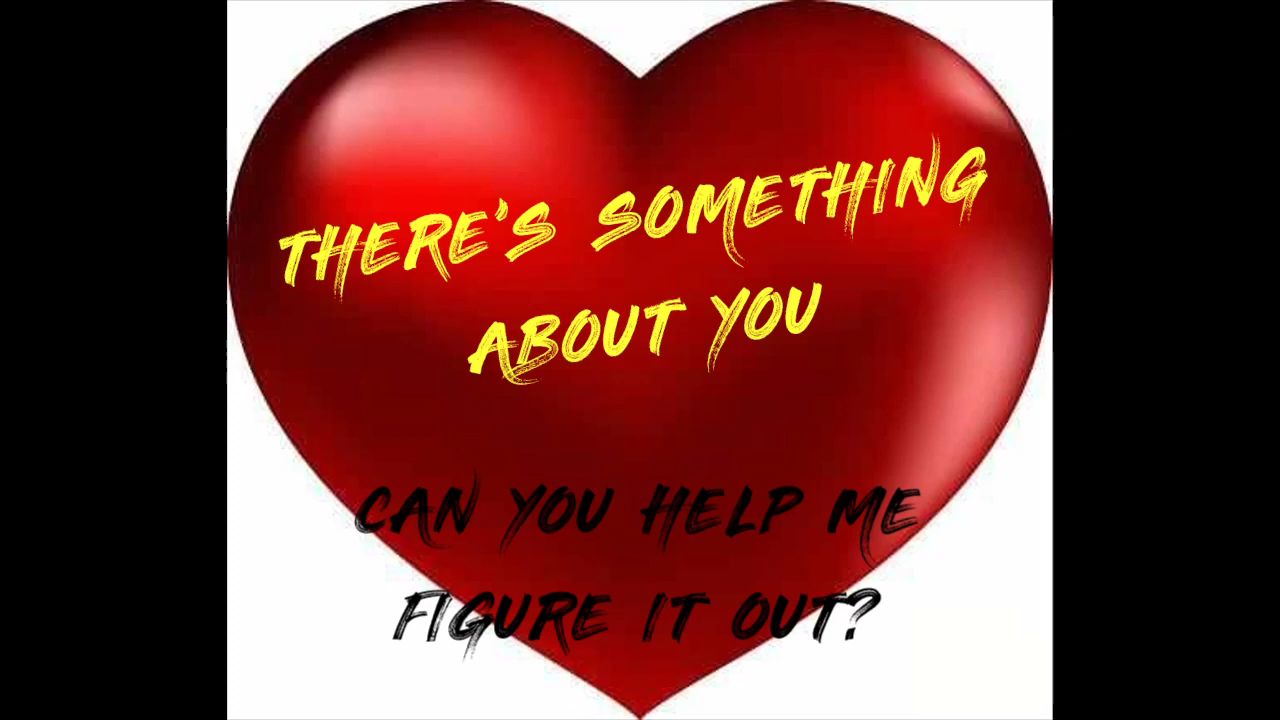 THERE'S SOMETHING
ABOUT YOU
CAN YOU HELP ME
FIGURE IT OUT?